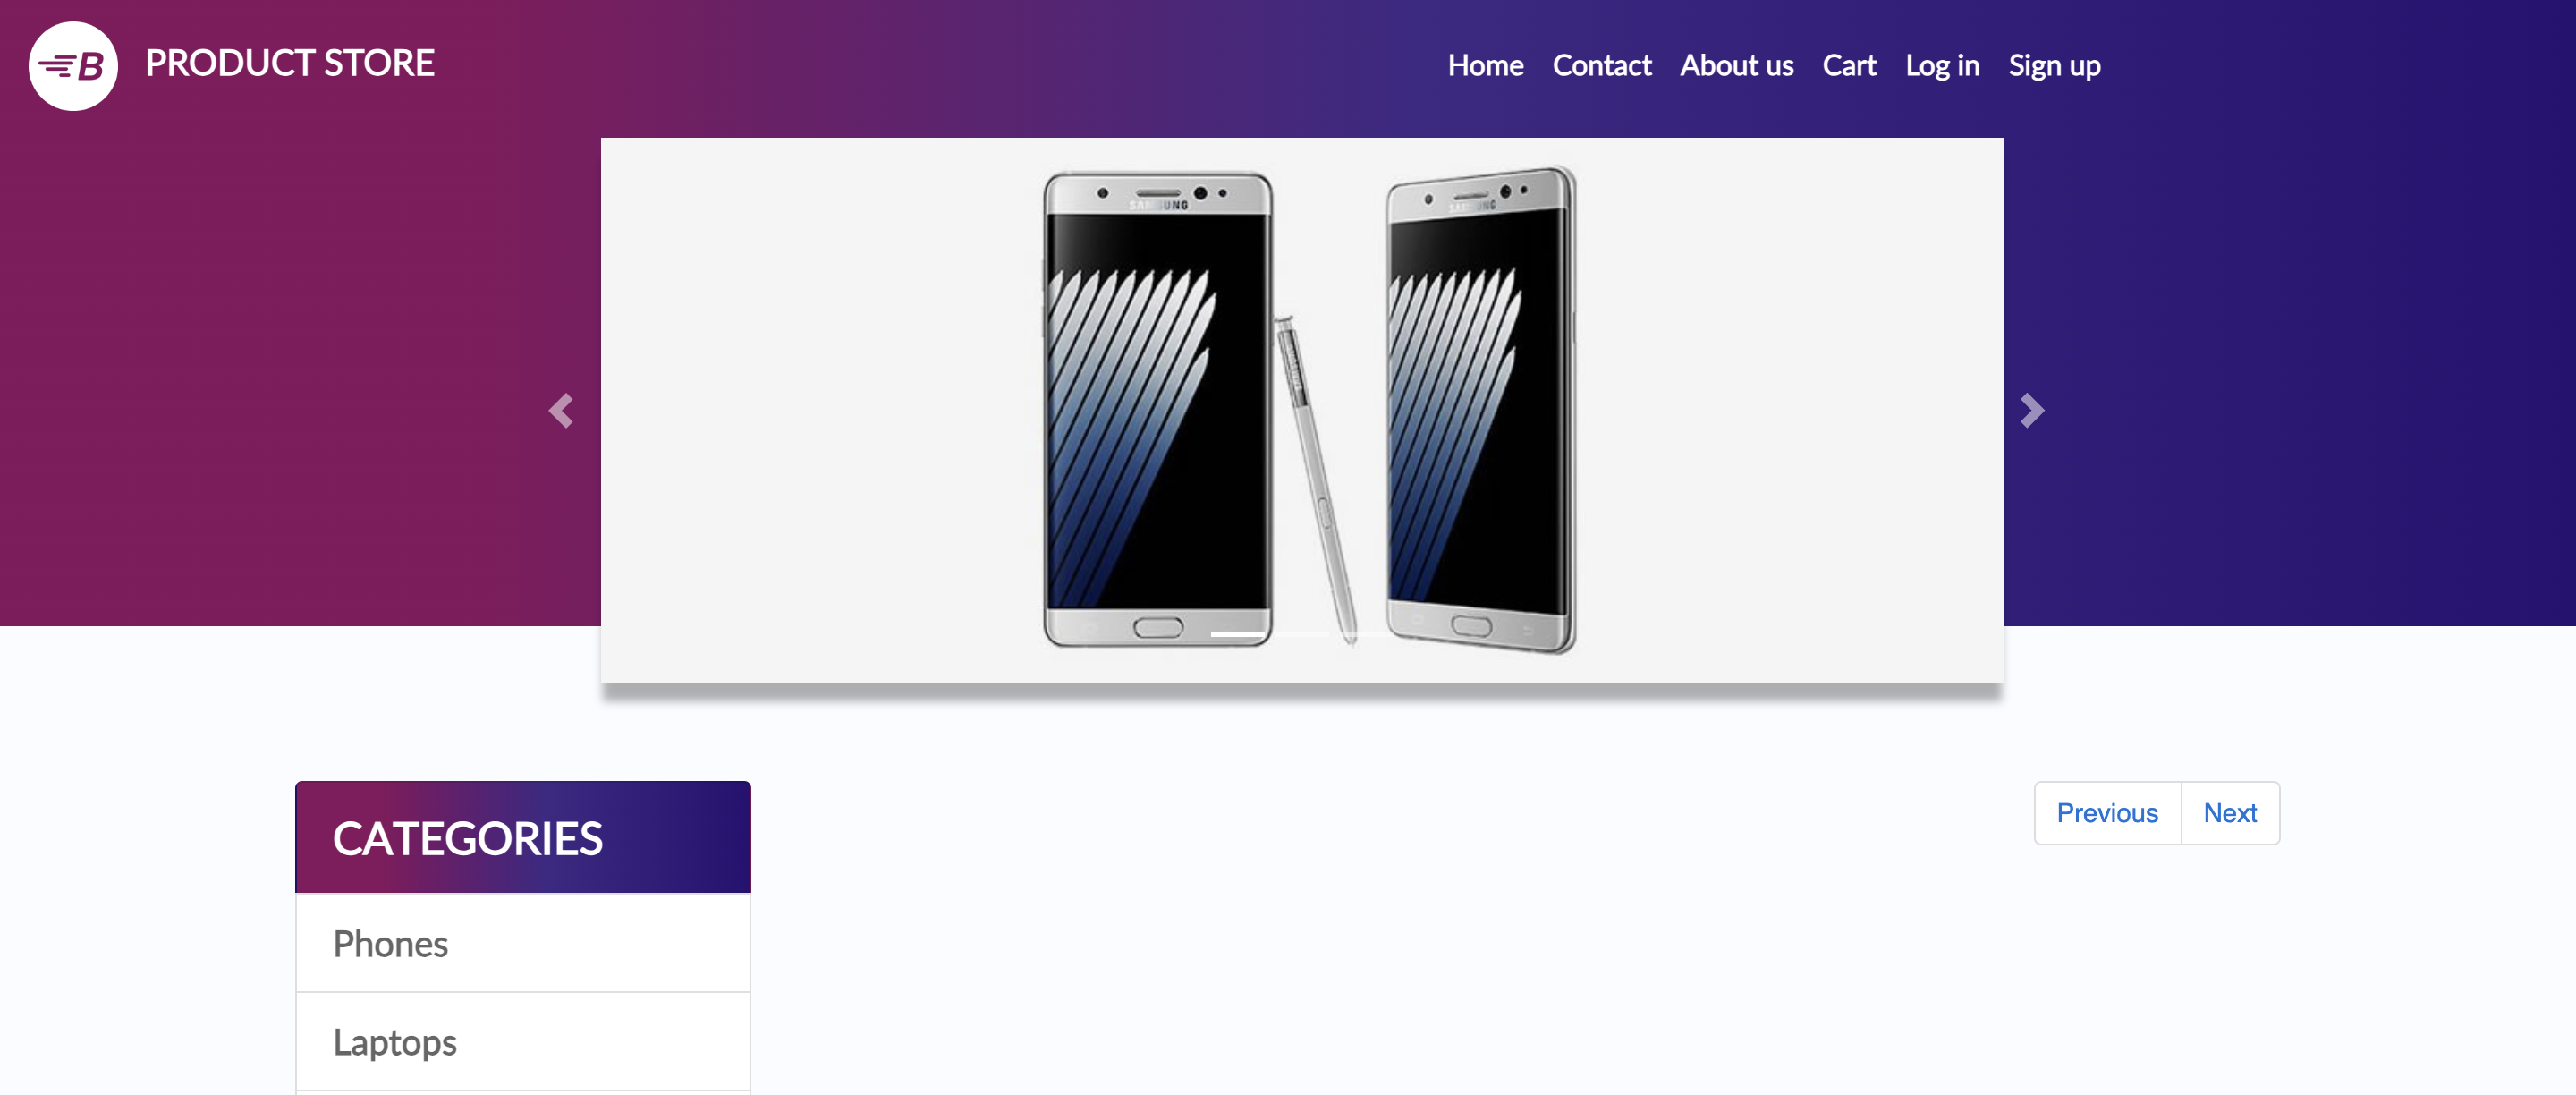 B PRODUCT STORE
Home Contact About us Cart Log in Sign up
SAMSUNG
SAMSUNG
CATEGORIES
Previous Next
Phones
Laptops